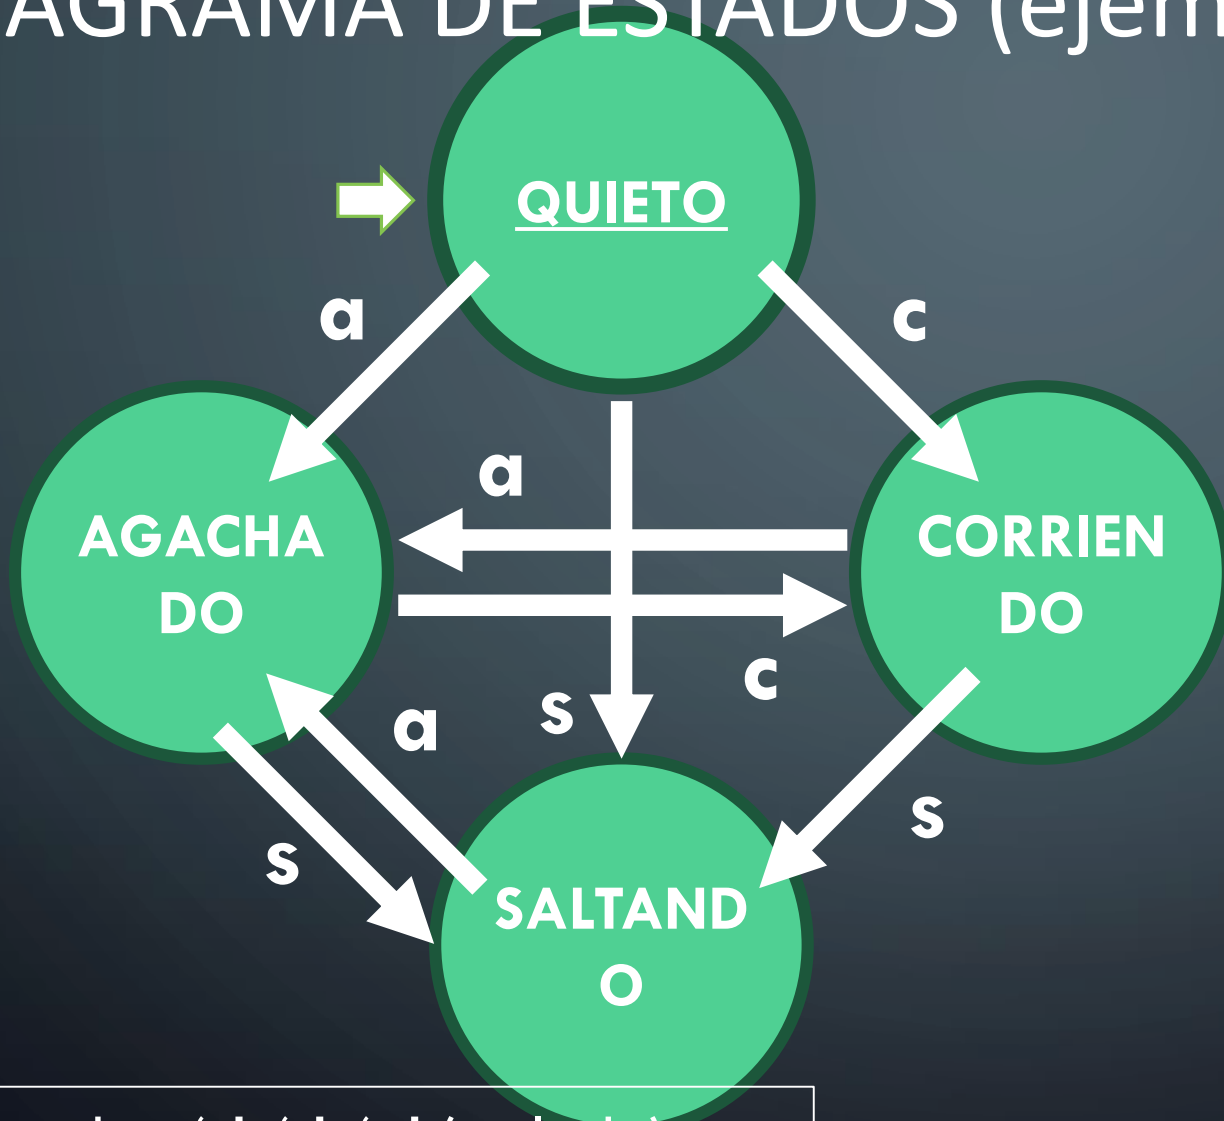 AGRAMA DE ESTADOS (ejem
QUIETO
a
c
a
AGACHA
DO
CORRIEN
DO
c
a
s
s
s
SALTAND
O